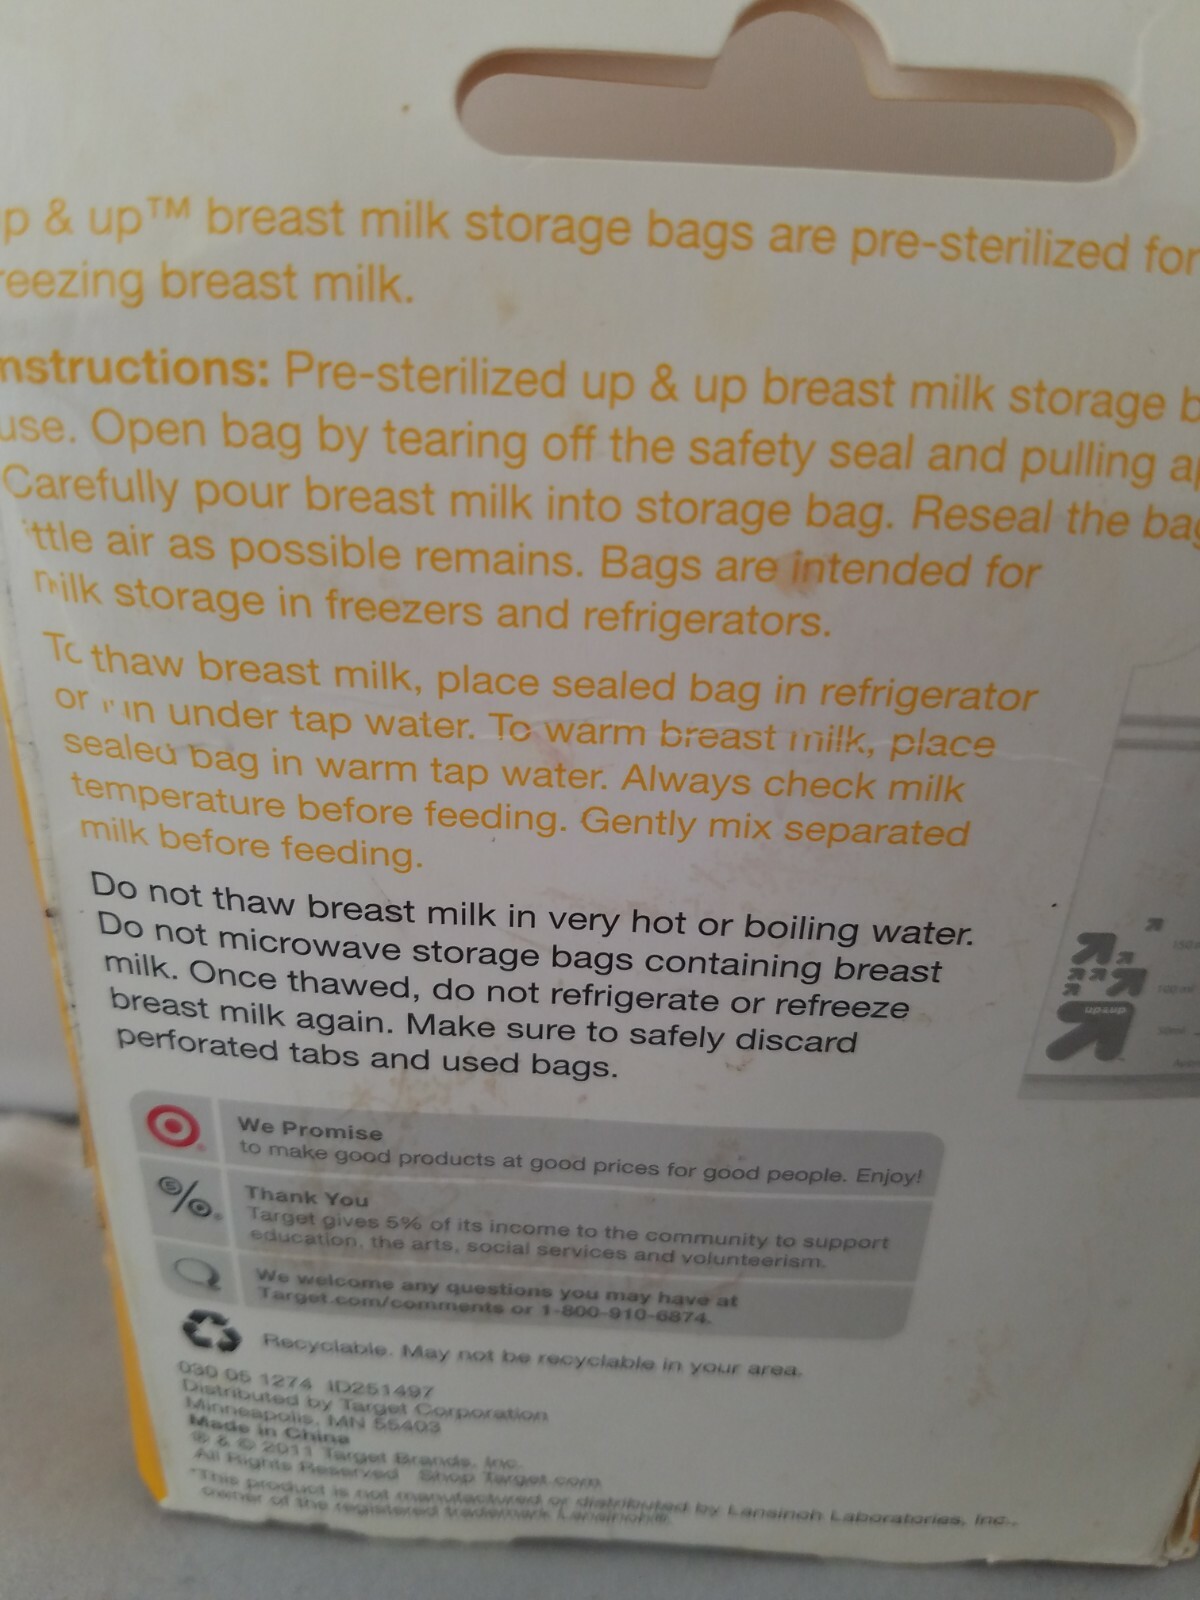 p & up™ breast milk storage bags are pre-sterilized for
reezing breast milk.
nstructions: Pre-sterilized up & up breast milk storage b
use. Open bag by tearing off the safety seal and pulling ap
Carefully pour breast milk into storage bag. Reseal the bag
ittle air as possible remains. Bags are intended for
milk storage in freezers and refrigerators.
To thaw breast milk, place sealed bag in refrigerator
or run under tap water. To warm breast milk, place
sealed bag in warm tap water. Always check milk
temperature before feeding. Gently mix separated
milk before feeding.
Do not thaw breast milk in very hot or boiling water.
Do not microwave storage bags containing breast
milk. Once thawed, do not refrigerate or refreeze
breast milk again. Make sure to safely discard
perforated tabs and used bags.
up&up
100 ml
We Promise
to make good products at good prices for good people. Enjoy!
Thank You
Target gives 5% of its income to the community to support
education, the arts, social services and volunteerism.
We welcome any questions you may have at
Target.com/comments or 1-800-910-6874.
Recyclable. May not be recyclable in your area.
030 05 1274 ID251497
Distributed by Target Corporation
Minneapolis, MN 55403
Made in China
® & © 2011 Target Brands, Inc.
All Rights Reserved Shop Target.com
*This product is not manufactured or distributed by Lansinoh Laboratories, Inc.,
owner of the registered trademark Lansinoh®.